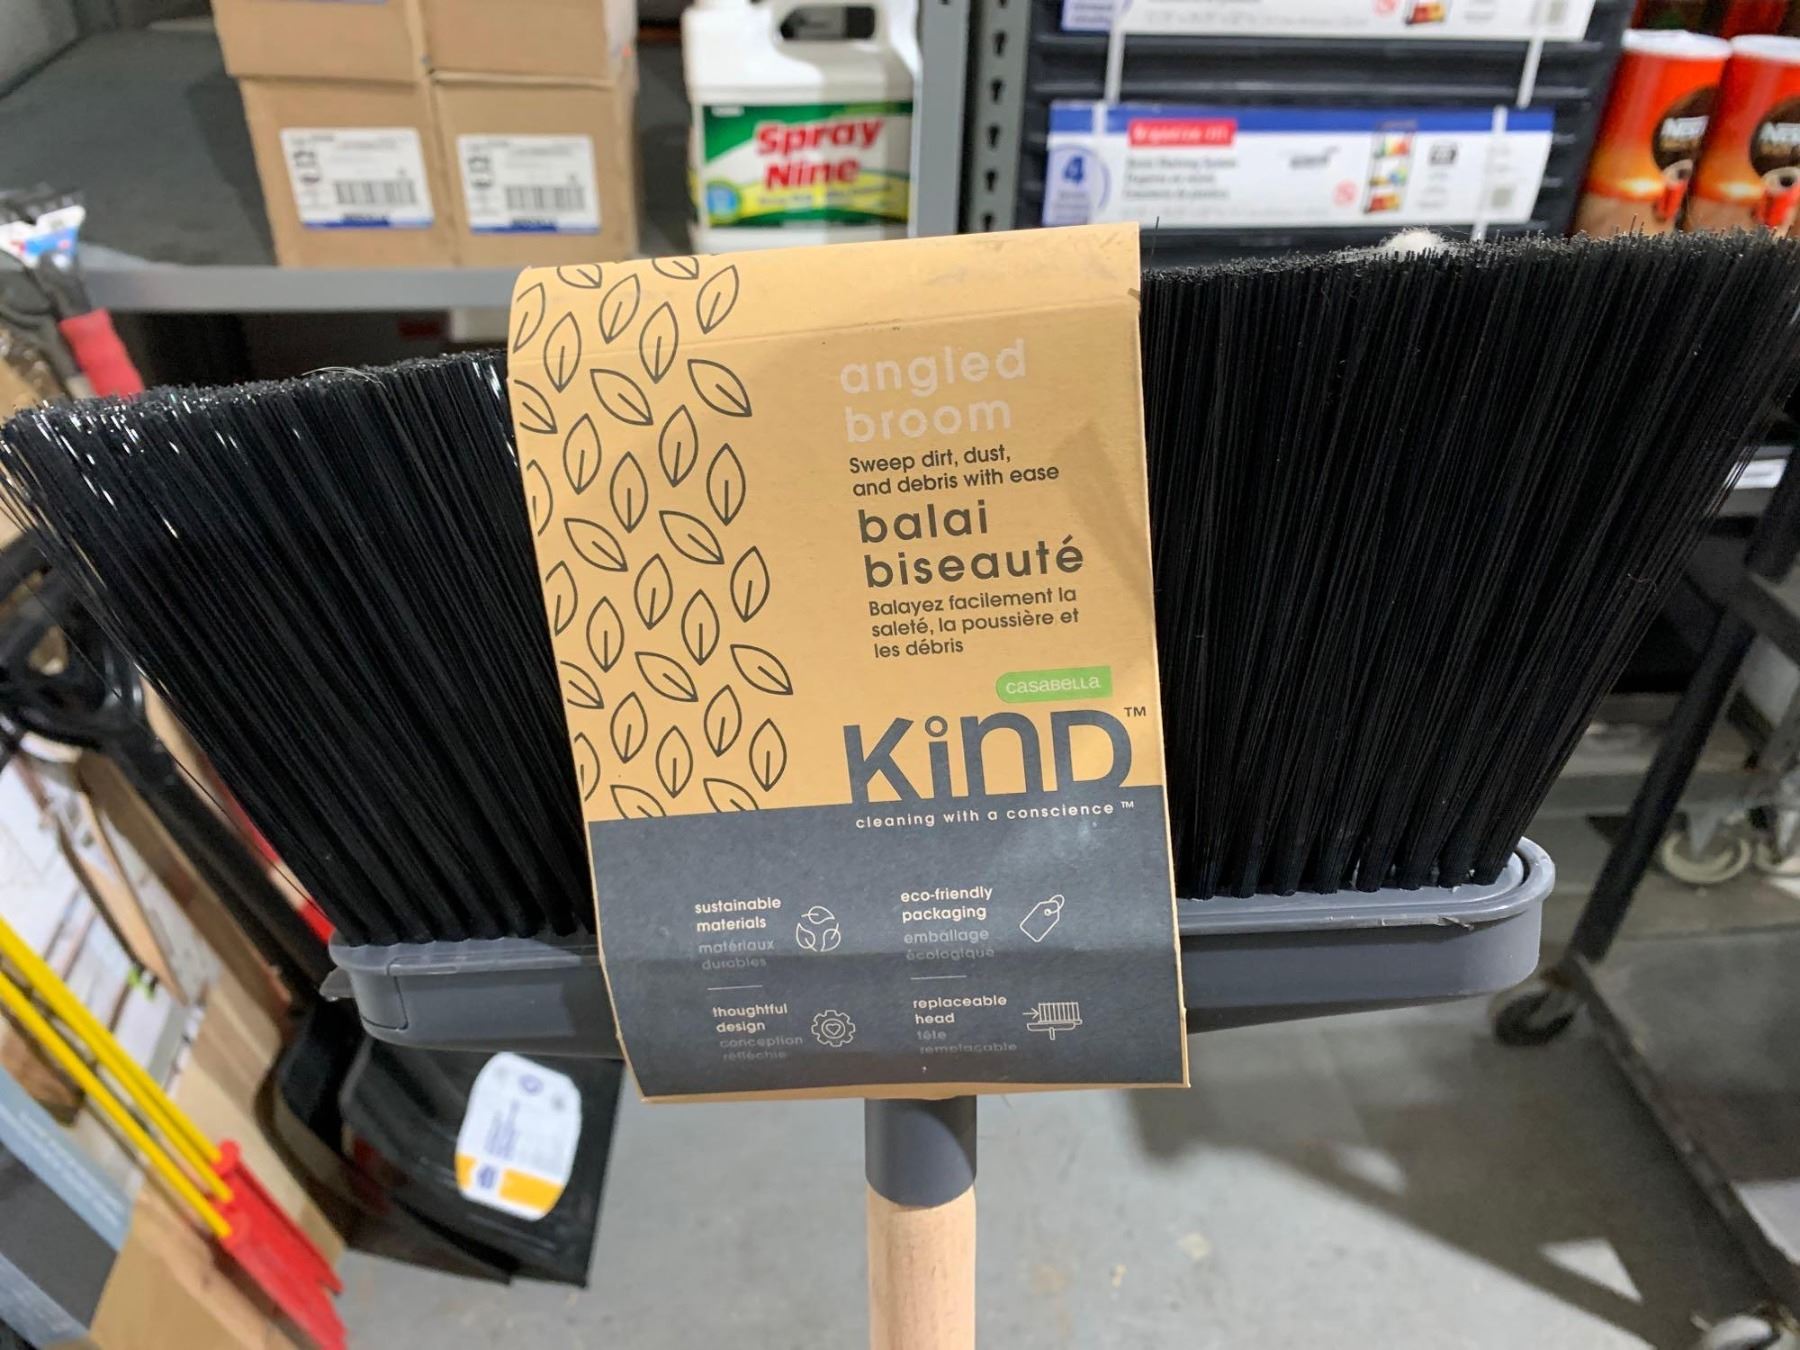 Spray
Nine
4
angled
broom
Sweep dirt, dust,
and debris with ease
balai
biseauté
Balayez facilement la
saleté, la poussière et
les débris
casabella
KinD™
cleaning with a conscience™
sustainable
materials
matériaux
durables
eco-friendly
packaging
emballage
écologique
thoughtful
design
conception
réfléchie
replaceable
head
tête
remplaçable